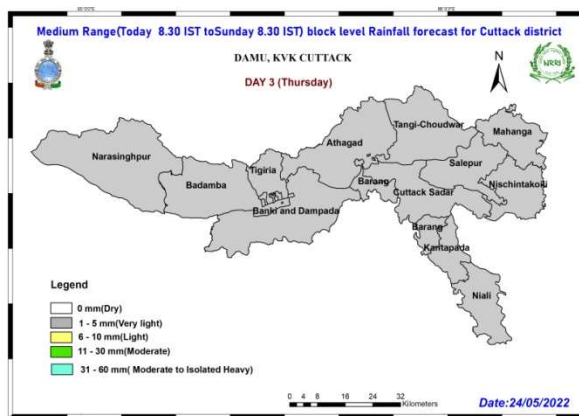 Medium Range(Today 8.30 IST toSunday 8.30 IST) block level Rainfall forecast for Cuttack district
DAMU, KVK CUTTACK
DAY 3 (Thursday)
N
NRRI
Tangi-Choudwar
Mahanga
Athagad
Narasinghpur
Salepur
Tigiria
Badamba
Barang
Cuttack Sadar
Nischintakoili
Banki and Dampada
Barang
Kantapada
Niali
Legend
0 mm(Dry)
1 - 5 mm(Very light)
6 - 10 mm(Light)
11 - 30 mm(Moderate)
31 - 60 mm( Moderate to Isolated Heavy)
0 4 8 16 24 32
Kilometers
Date:24/05/2022